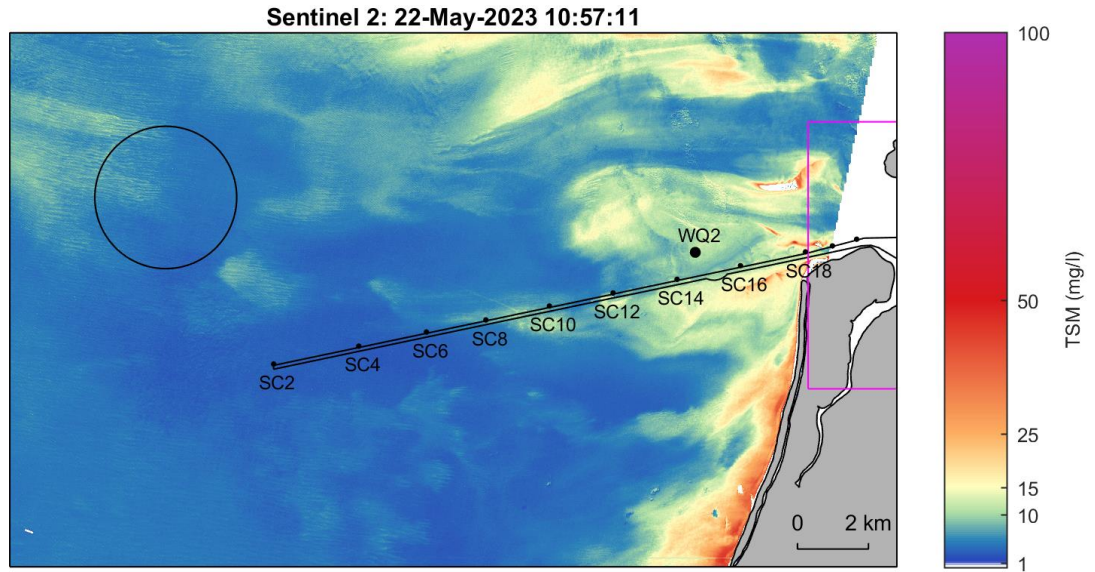 Sentinel 2: 22-May-2023 10:57:11
WQ2
SC18
SC16
SC14
SC12
SC10
SC8
SC6
SC4
SC2
0 2 km
100
50
25
15
10
1
TSM (mg/l)